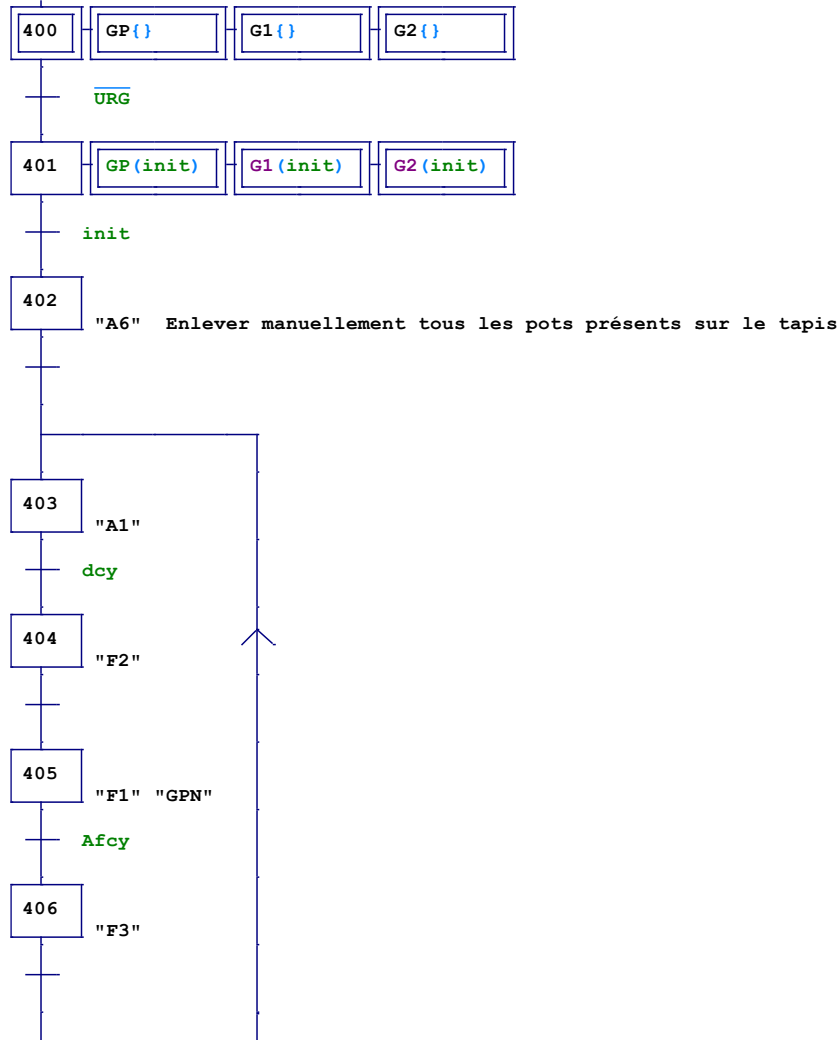 400 GP{} G1{} G2{}
URG
401 GP(init) G1(init) G2(init)
init
402
"A6" Enlever manuellement tous les pots présents sur le tapis
403
"A1"
dcy
404
"F2"
405
"F1" "GPN"
Afcy
406
"F3"